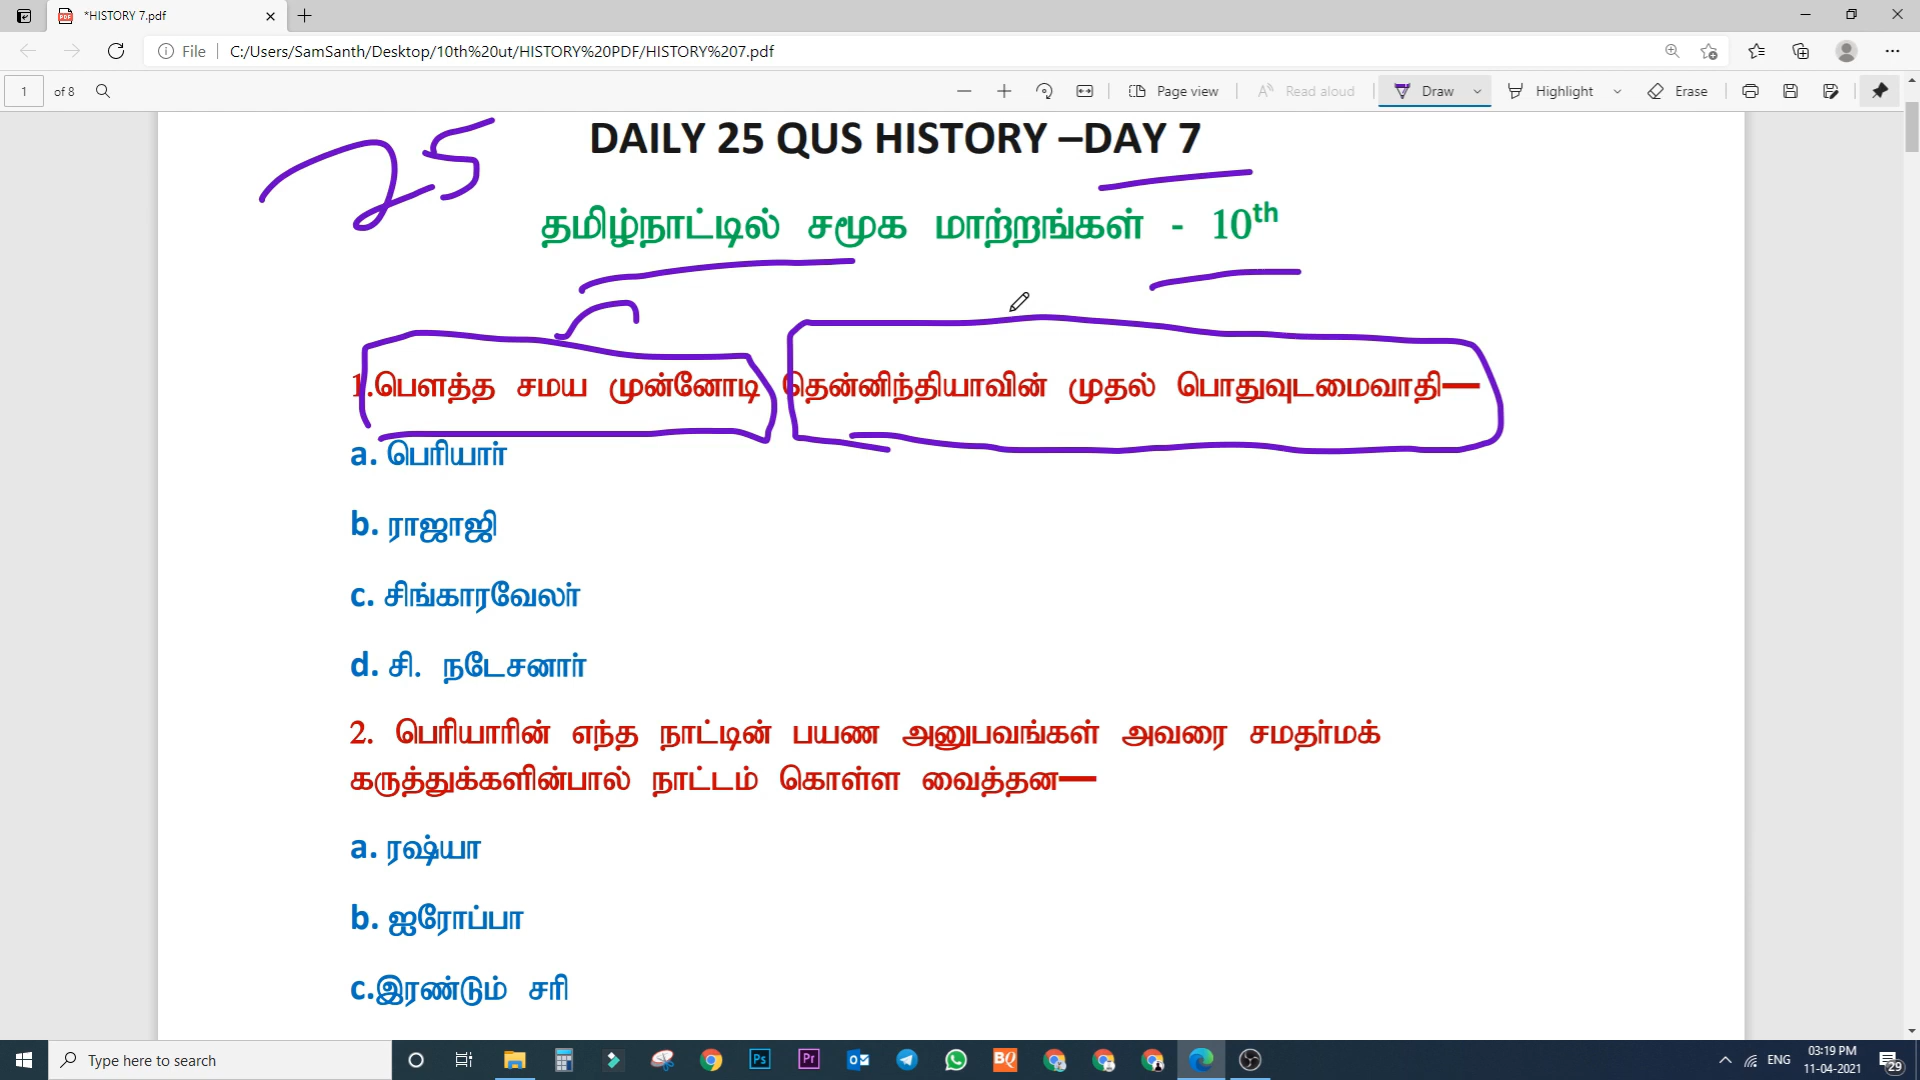 *HISTORY 7.pdf
File C:/Users/SamSanth/Desktop/10th%20ut/HISTORY%20PDF/HISTORY%207.pdf
1 of 8 Page view Read aloud Draw Highlight Erase
25
DAILY 25 QUS HISTORY –DAY 7
தமிழ்நாட்டில் சமூக மாற்றங்கள் - 10th
1.பௌத்த சமய முன்னோடி தென்னிந்தியாவின் முதல் பொதுவுடமைவாதி—
a. பெரியார்
b. ராஜாஜி
c. சிங்காரவேலர்
d. சி. நடேசனார்
2. பெரியாரின் எந்த நாட்டின் பயண அனுபவங்கள் அவரை சமதர்மக்
கருத்துக்களின்பால் நாட்டம் கொள்ள வைத்தன—
a. ரஷ்யா
b. ஐரோப்பா
c.இரண்டும் சரி
Type here to search Ps Pr BQ ENG 03:19 PM
11-04-2021 29